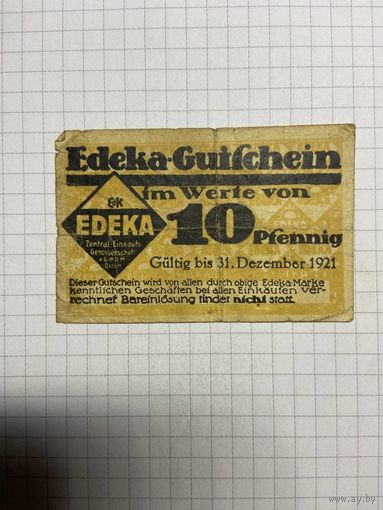 Edeka-Gutschein
im Werte von
10
Pfennig
E&K
EDEKA
Zentral-Einkaufs
Genossenschaft
e G m b H
Berlin
EDEKA
Gültig bis 31. Dezember 1921
Dieser Gutschein wird von allen durch obige Edeka-Marke
kenntlichen Geschäften bei allen Einkäufen ver-
rechnet Bareinlösung findet nicht statt.
www.ay.by